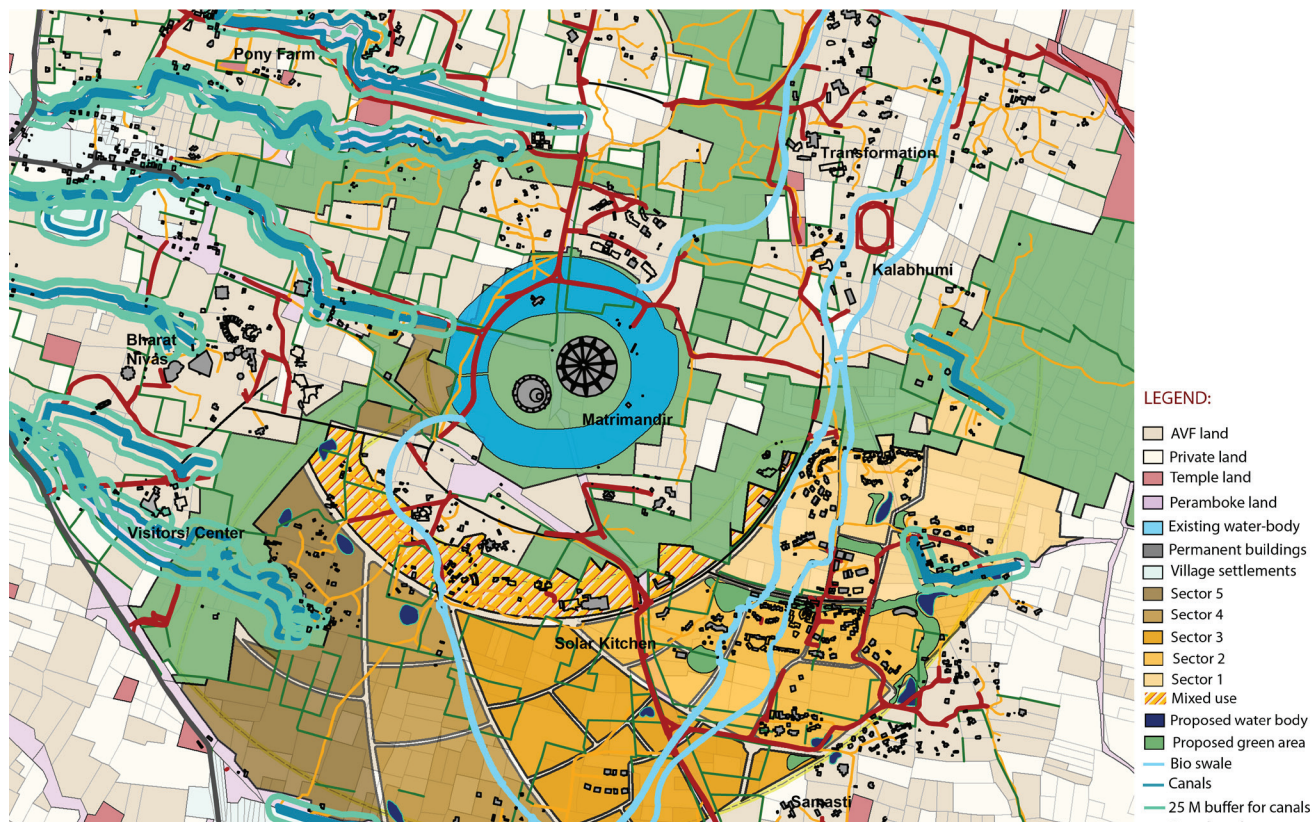 Pony Farm
Transformation
Kalabhumi
Bharat
Nivas
Matrimandir
Visitors' Center
Solar Kitchen
Samasti
LEGEND:
AVF land
Private land
Temple land
Peramboke land
Existing water-body
Permanent buildings
Village settlements
Sector 5
Sector 4
Sector 3
Sector 2
Sector 1
Mixed use
Proposed water body
Proposed green area
Bio swale
Canals
25 M buffer for canals